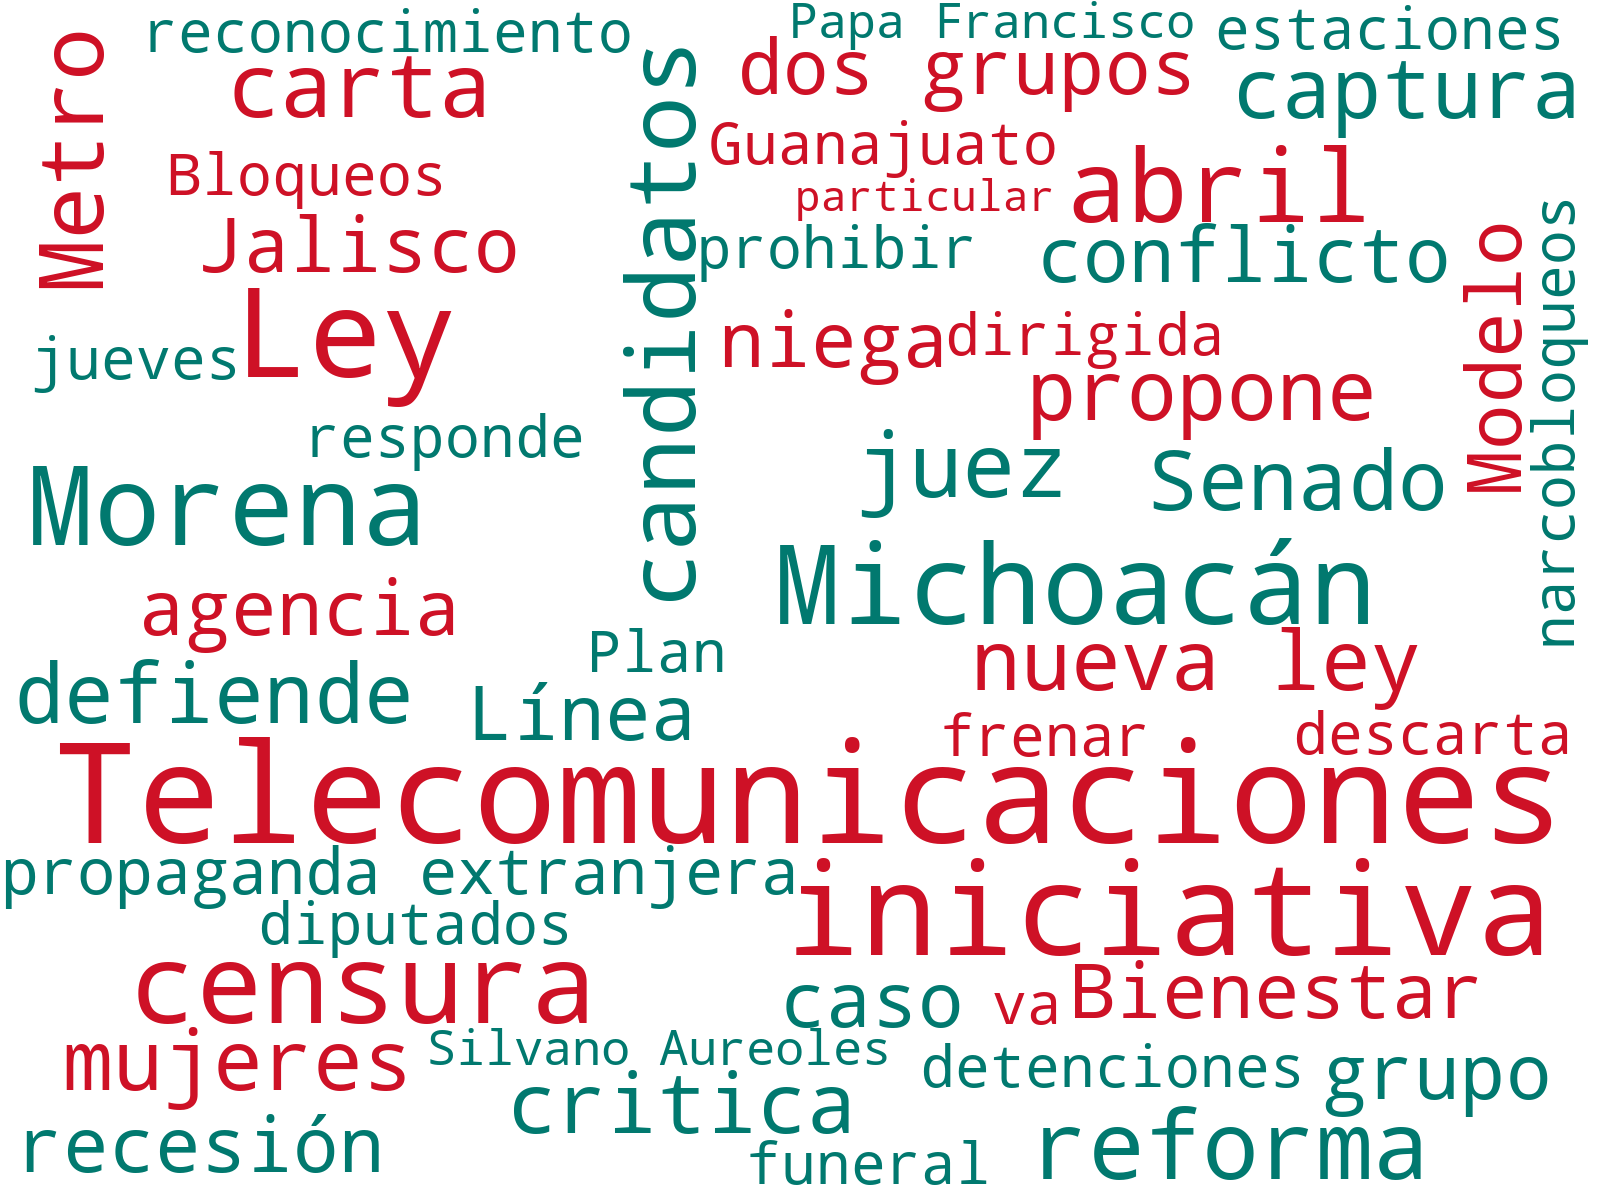 reconocimiento
Papa Francisco
estaciones
Metro
carta
candidatos
dos grupos
captura
Guanajuato
Bloqueos
particular
abril
Jalisco
prohibir
conflicto
Modelo
narcobloqueos
Ley
jueves
niega
dirigida
propone
responde
juez
Senado
Morena
Michoacán
agencia
Plan
nueva ley
defiende
Línea
frenar
descarta
Telecomunicaciones
propaganda extranjera
iniciativa
diputados
censura
caso
va
Bienestar
mujeres
Silvano Aureoles
detenciones
grupo
critica
recesión
funeral
reforma